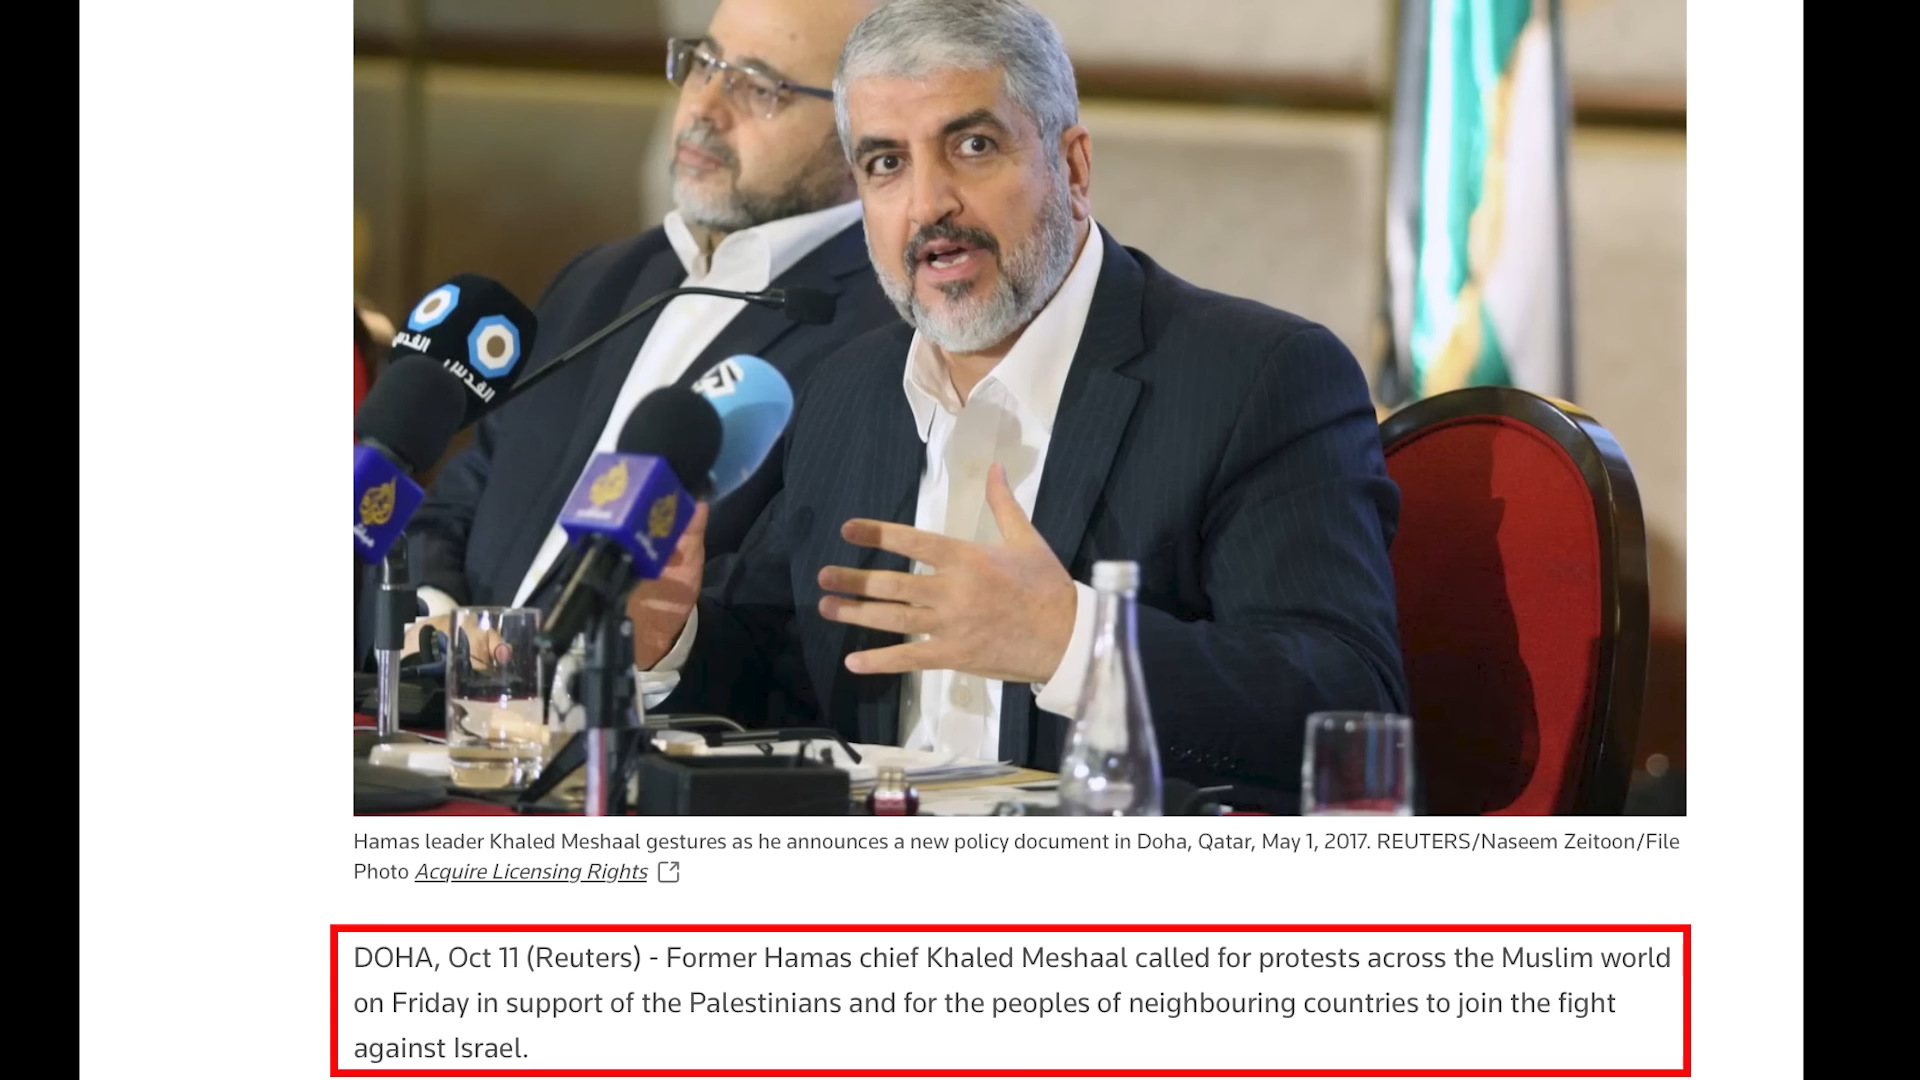 القدس
القدس
Hamas leader Khaled Meshaal gestures as he announces a new policy document in Doha, Qatar, May 1, 2017. REUTERS/Naseem Zeitoon/File
Photo Acquire Licensing Rights
DOHA, Oct 11 (Reuters) - Former Hamas chief Khaled Meshaal called for protests across the Muslim world
on Friday in support of the Palestinians and for the peoples of neighbouring countries to join the fight
against Israel.